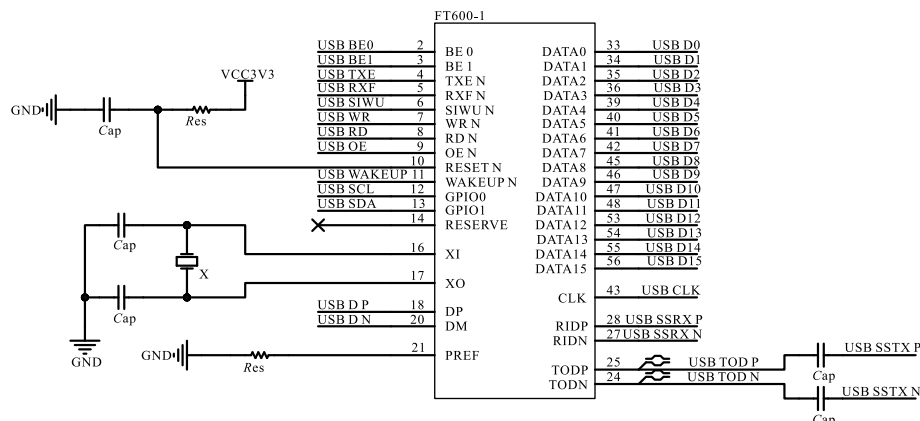 FT600-1
USB BE0 2 BE 0 DATA0 33 USB D0
USB BE1 3 BE 1 DATA1 34 USB D1
USB TXE 4 TXE N DATA2 35 USB D2
USB RXF 5 RXF N DATA3 36 USB D3
USB SIWU 6 SIWU N DATA4 39 USB D4
USB WR 7 WR N DATA5 40 USB D5
USB RD 8 RD N DATA6 41 USB D6
USB OE 9 OE N DATA7 42 USB D7
10 RESET N DATA8 45 USB D8
USB WAKEUP 11 WAKEUP N DATA9 46 USB D9
USB SCL 12 GPIO0 DATA10 47 USB D10
USB SDA 13 GPIO1 DATA11 48 USB D11
14 RESERVE DATA12 53 USB D12
DATA13 54 USB D13
16 XI DATA14 55 USB D14
DATA15 56 USB D15
17 XO CLK 43 USB CLK
USB D P 18 DP RIDP 28 USB SSRX P
USB D N 20 DM RIDN 27 USB SSRX N
21 PREF TODP 25 USB TOD P USB SSTX P
TODN 24 USB TOD N USB SSTX N
VCC3V3
GND
Cap
Res
Cap
X
Cap
GND
GND
Res
Cap
Cap